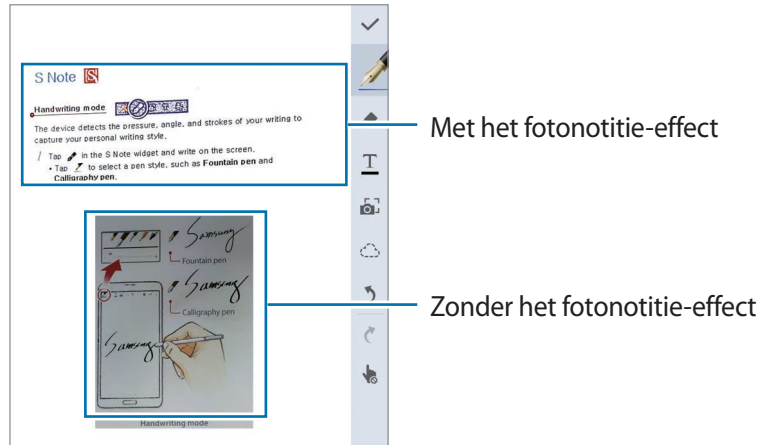 S Note
Handwriting mode
The device detects the pressure, angle, and strokes of your writing to
capture your personal writing style.
Tap in the S Note widget and write on the screen.
• Tap to select a pen style, such as Fountain pen and
Calligraphy pen.
Met het fotonotitie-effect
T
Samsung
Fountain pen
Samsung
Calligraphy pen
Samsung
Zonder het fotonotitie-effect
Handwriting mode